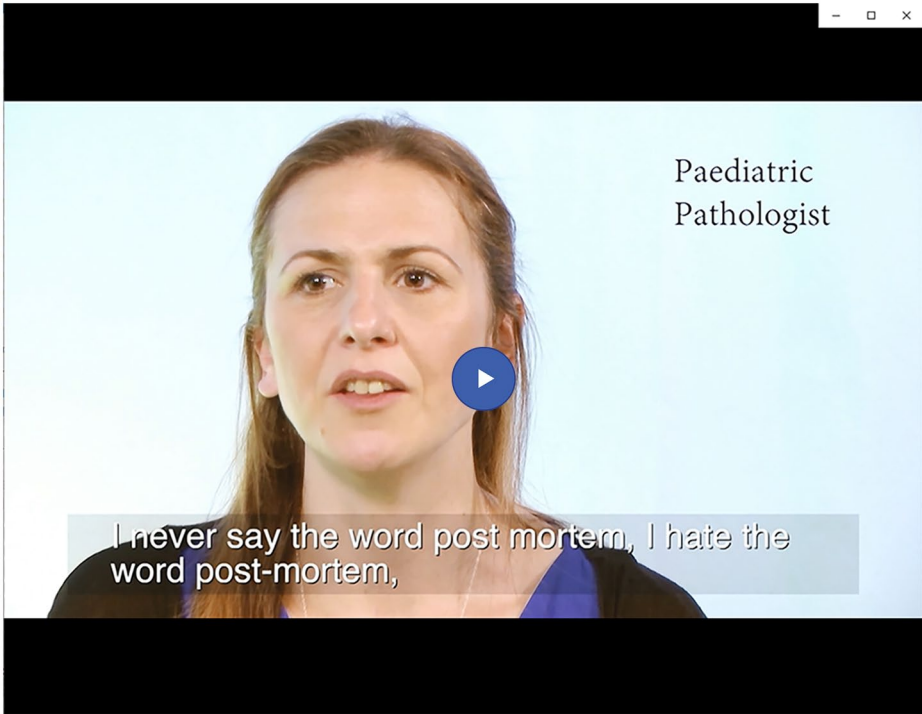 Paediatric
Pathologist
I never say the word post mortem, I hate the
word post-mortem,